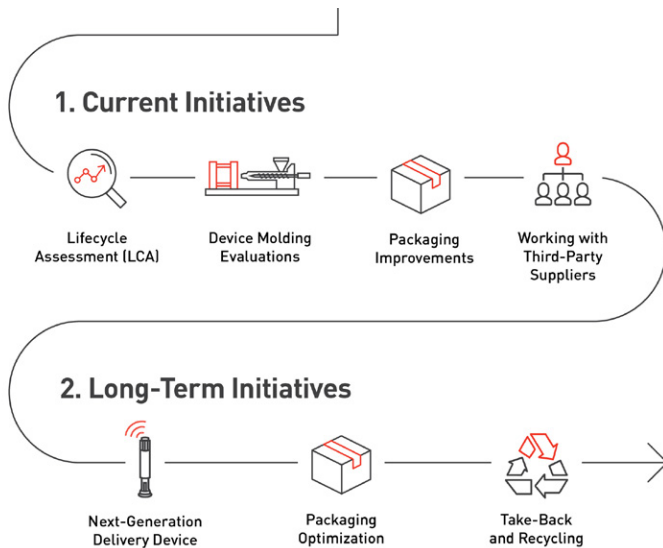 1. Current Initiatives
Lifecycle
Assessment (LCA)
Device Molding
Evaluations
Packaging
Improvements
Working with
Third-Party
Suppliers
2. Long-Term Initiatives
Next-Generation
Delivery Device
Packaging
Optimization
Take-Back
and Recycling